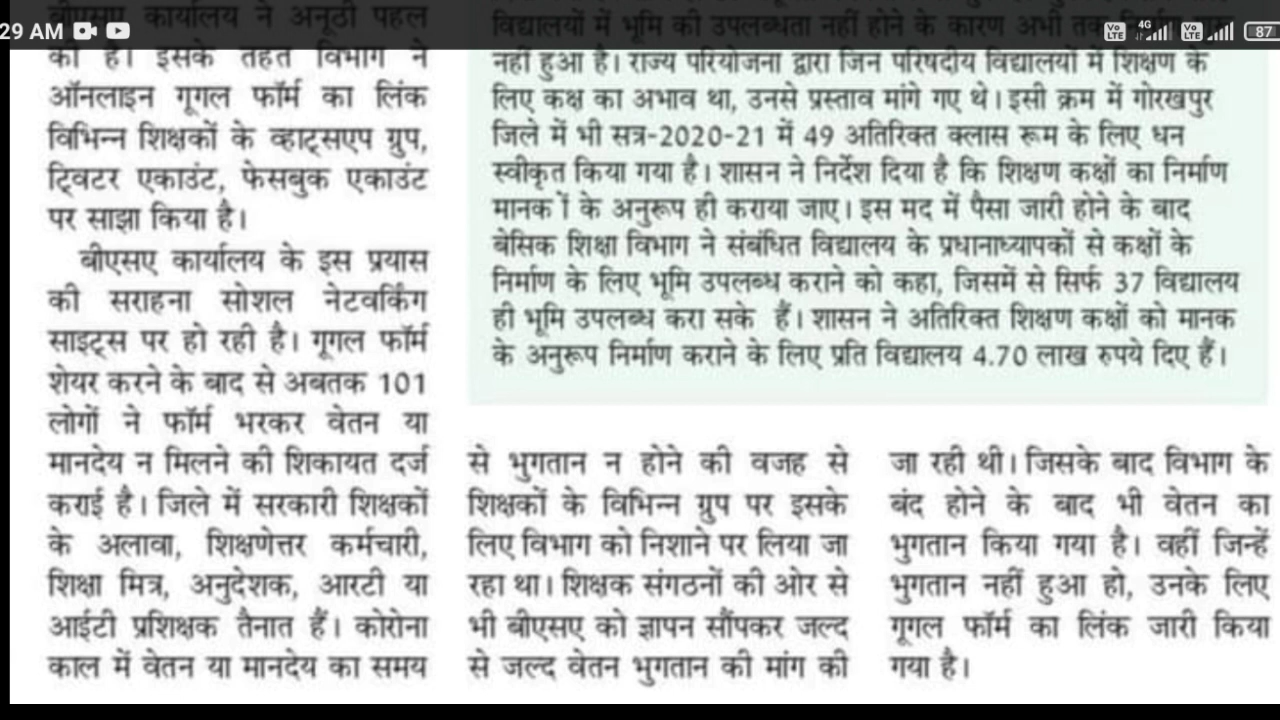 29 AM
4G
87
बीएसए कार्यालय ने अनूठी पहल
की है। इसके तहत विभाग ने
ऑनलाइन गूगल फॉर्म का लिंक
विभिन्न शिक्षकों के व्हाट्सएप ग्रुप,
ट्विटर एकाउंट, फेसबुक एकाउंट
पर साझा किया है।
बीएसए कार्यालय के इस प्रयास
की सराहना सोशल नेटवर्किंग
साइट्स पर हो रही है। गूगल फॉर्म
शेयर करने के बाद से अबतक 101
लोगों ने फॉर्म भरकर वेतन या
मानदेय न मिलने की शिकायत दर्ज
कराई है। जिले में सरकारी शिक्षकों
के अलावा, शिक्षणेत्तर कर्मचारी,
शिक्षा मित्र, अनुदेशक, आरटी या
आईटी प्रशिक्षक तैनात हैं। कोरोना
काल में वेतन या मानदेय का समय
से भुगतान न होने की वजह से
शिक्षकों के विभिन्न ग्रुप पर इसके
लिए विभाग को निशाने पर लिया जा
रहा था। शिक्षक संगठनों की ओर से
भी बीएसए को ज्ञापन सौंपकर जल्द
से जल्द वेतन भुगतान की मांग की
जा रही थी। जिसके बाद विभाग के
बंद होने के बाद भी वेतन का
भुगतान किया गया है। वहीं जिन्हें
भुगतान नहीं हुआ हो, उनके लिए
गूगल फॉर्म का लिंक जारी किया
गया है।
विद्यालयों में भूमि की उपलब्धता नहीं होने के कारण अभी तक
नहीं हुआ है। राज्य परियोजना द्वारा जिन परिषदीय विद्यालयों में शिक्षण के
लिए कक्ष का अभाव था, उनसे प्रस्ताव मांगे गए थे। इसी क्रम में गोरखपुर
जिले में भी सत्र-2020-21 में 49 अतिरिक्त क्लास रूम के लिए धन
स्वीकृत किया गया है। शासन ने निर्देश दिया है कि शिक्षण कक्षों का निर्माण
मानक ों के अनुरूप ही कराया जाए। इस मद में पैसा जारी होने के बाद
बेसिक शिक्षा विभाग ने संबंधित विद्यालय के प्रधानाध्यापकों से कक्षों के
निर्माण के लिए भूमि उपलब्ध कराने को कहा, जिसमें से सिर्फ 37 विद्यालय
ही भूमि उपलब्ध करा सके हैं। शासन ने अतिरिक्त शिक्षण कक्षों को मानक
के अनुरूप निर्माण कराने के लिए प्रति विद्यालय 4.70 लाख रुपये दिए हैं।